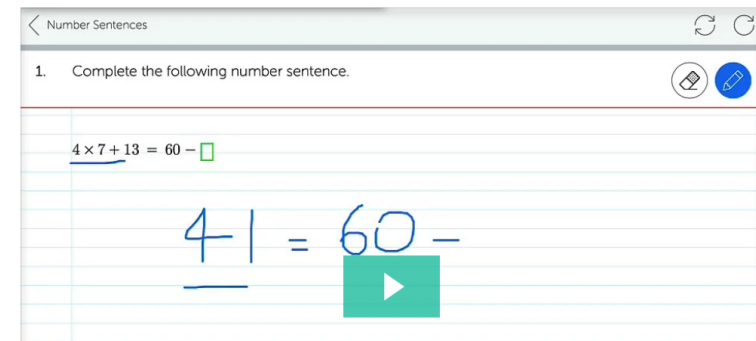 Number Sentences
1. Complete the following number sentence.
4 × 7 + 13 = 60 − □
41 = 60 −